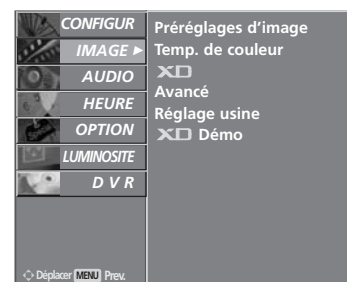 CONFIGUR
IMAGE ►
AUDIO
HEURE
OPTION
LUMINOSITE
D V R
Déplacer MENU Prev.
Préréglages d’image
Temp. de couleur
XD
Avancé
Réglage usine
XD Démo